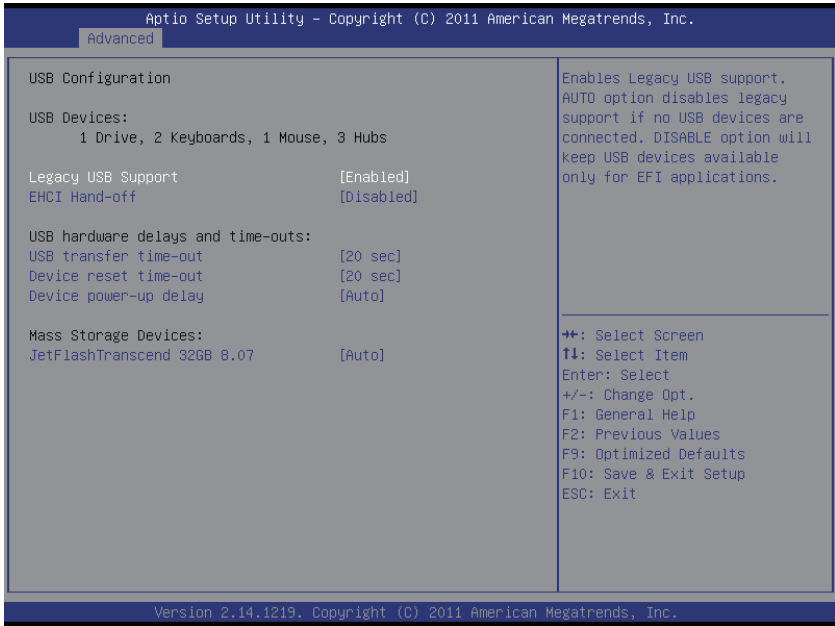 Aptio Setup Utility – Copyright (C) 2011 American Megatrends, Inc.
Advanced
USB Configuration
USB Devices:
1 Drive, 2 Keyboards, 1 Mouse, 3 Hubs
Legacy USB Support [Enabled]
EHCI Hand-off [Disabled]
USB hardware delays and time-outs:
USB transfer time-out [20 sec]
Device reset time-out [20 sec]
Device power-up delay [Auto]
Mass Storage Devices:
JetFlashTranscend 32GB 8.07 [Auto]
Enables Legacy USB support.
AUTO option disables legacy
support if no USB devices are
connected. DISABLE option will
keep USB devices available
only for EFI applications.
→←: Select Screen
↑↓: Select Item
Enter: Select
+/-: Change Opt.
F1: General Help
F2: Previous Values
F9: Optimized Defaults
F10: Save & Exit Setup
ESC: Exit
Version 2.14.1219. Copyright (C) 2011 American Megatrends, Inc.